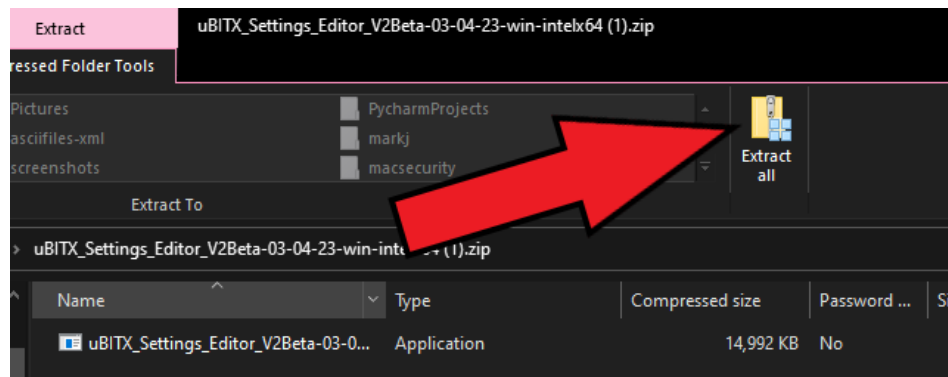 Extract
uBITX_Settings_Editor_V2Beta-03-04-23-win-intelx64 (1).zip
ressed Folder Tools
Pictures
PycharmProjects
asciifiles-xml
markj
screenshots
macsecurity
Extract
all
Extract To
uBITX_Settings_Editor_V2Beta-03-04-23-win-intelx64 (1).zip
Name
Type
Compressed size
Password ...
Si
uBITX_Settings_Editor_V2Beta-03-0...
Application
14,992 KB
No